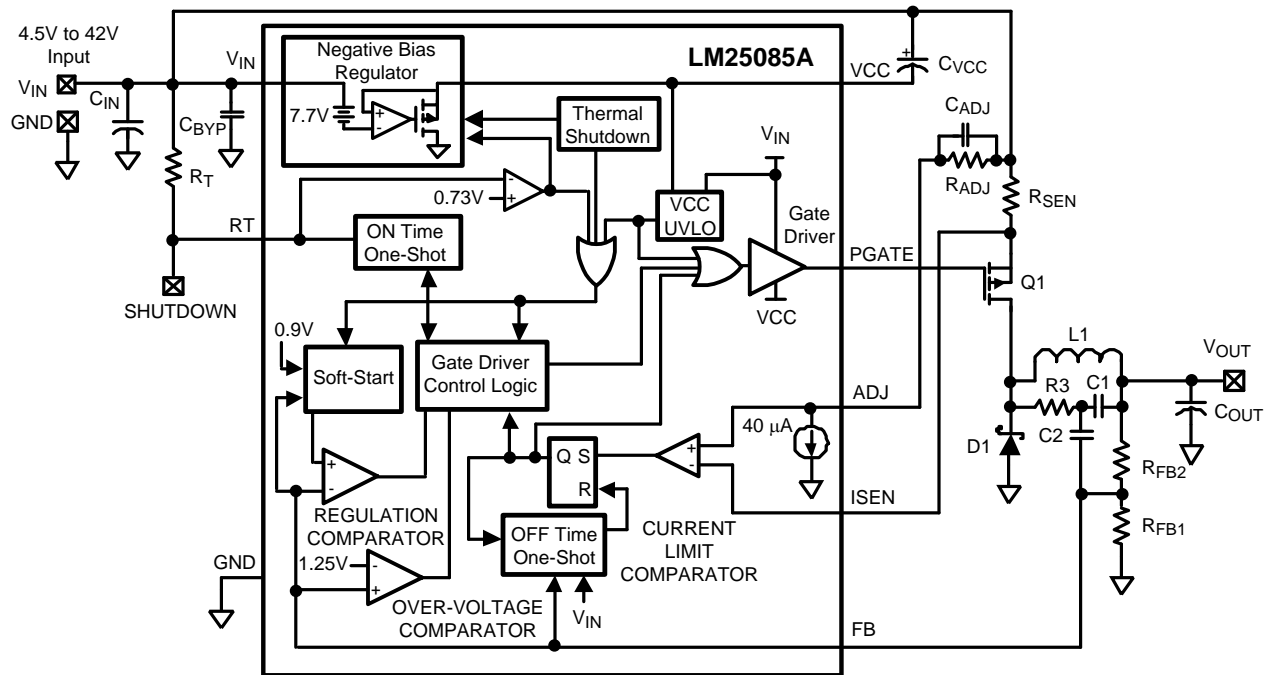 4.5V to 42V
Input
VIN
GND
CIN
VIN
CBYP
RT
RT
SHUTDOWN
Negative Bias
Regulator
7.7V
+
-
LM25085A
Thermal
Shutdown
0.73V
-
+
VCC
UVLO
VIN
Gate
Driver
VCC
ON Time
One-Shot
0.9V
Soft-Start
Gate Driver
Control Logic
+
-
REGULATION
COMPARATOR
1.25V
-
+
OVER-VOLTAGE
COMPARATOR
GND
Q S
R
OFF Time
One-Shot
VIN
CURRENT
LIMIT
COMPARATOR
+
-
40 μA
VCC
+
CVCC
CADJ
RADJ
RSEN
PGATE
Q1
ADJ
ISEN
FB
L1
R3
C1
C2
D1
VOUT
COUT
RFB2
RFB1